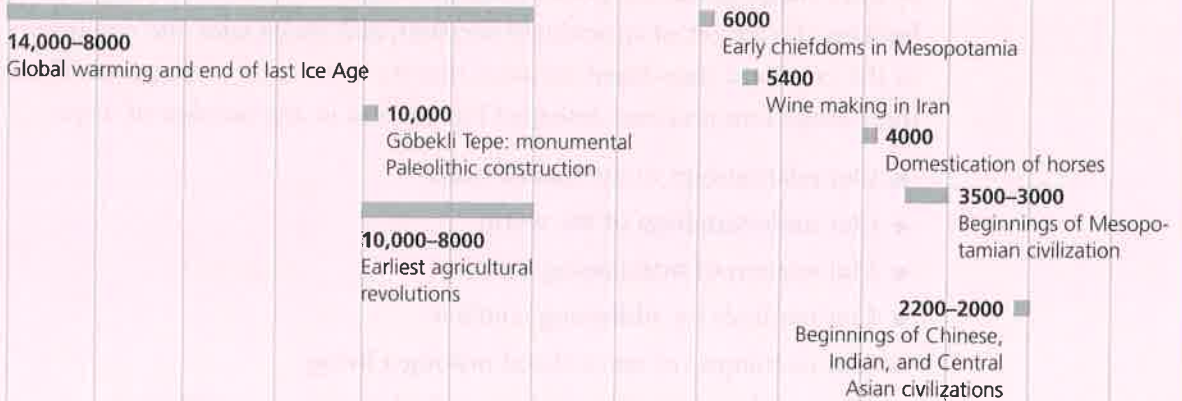 14,000–8000
Global warming and end of last Ice Age
10,000
Göbekli Tepe: monumental
Paleolithic construction
10,000–8000
Earliest agricultural
revolutions
6000
Early chiefdoms in Mesopotamia
5400
Wine making in Iran
4000
Domestication of horses
3500–3000
Beginnings of Mesopo-
tamian civilization
2200–2000
Beginnings of Chinese,
Indian, and Central
Asian civilizations